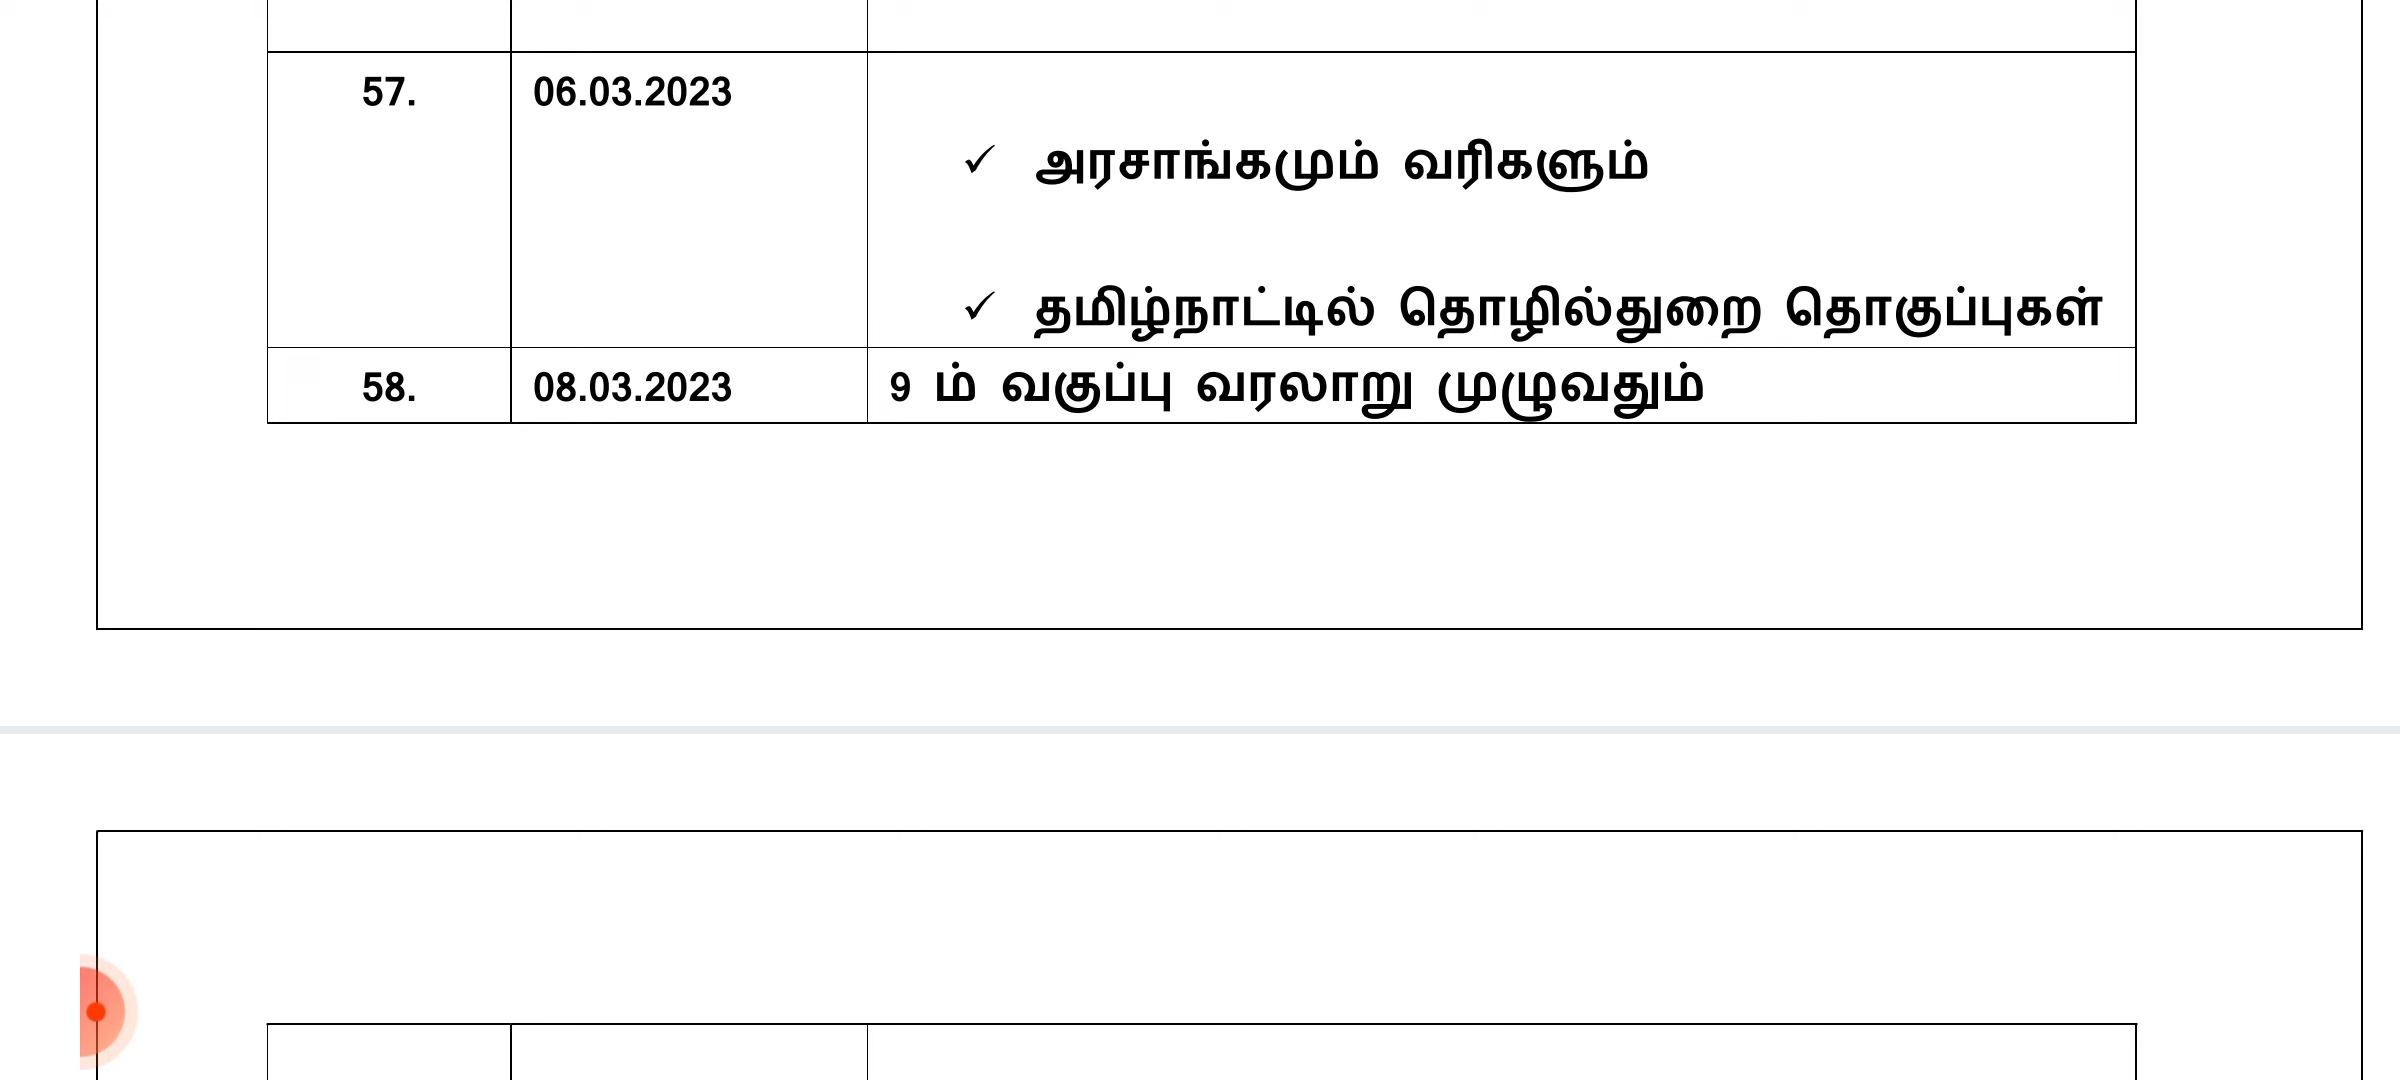 57. 06.03.2023
✓ அரசாங்கமும் வரிகளும்
✓ தமிழ்நாட்டில் தொழில்துறை தொகுப்புகள்
58. 08.03.2023 9 ம் வகுப்பு வரலாறு முழுவதும்